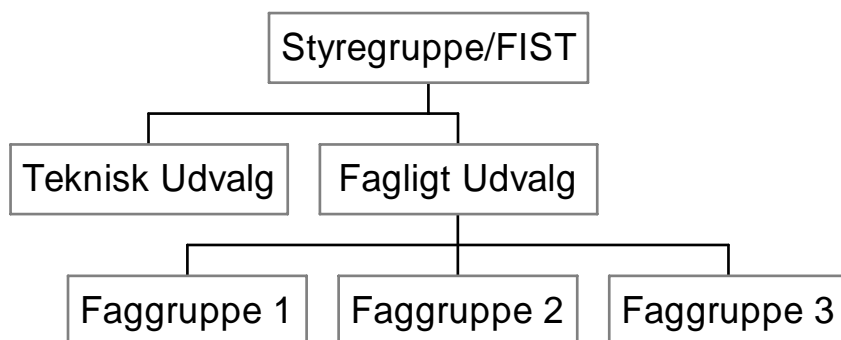 Styregruppe/FIST
Teknisk Udvalg
Fagligt Udvalg
Faggruppe 1
Faggruppe 2
Faggruppe 3